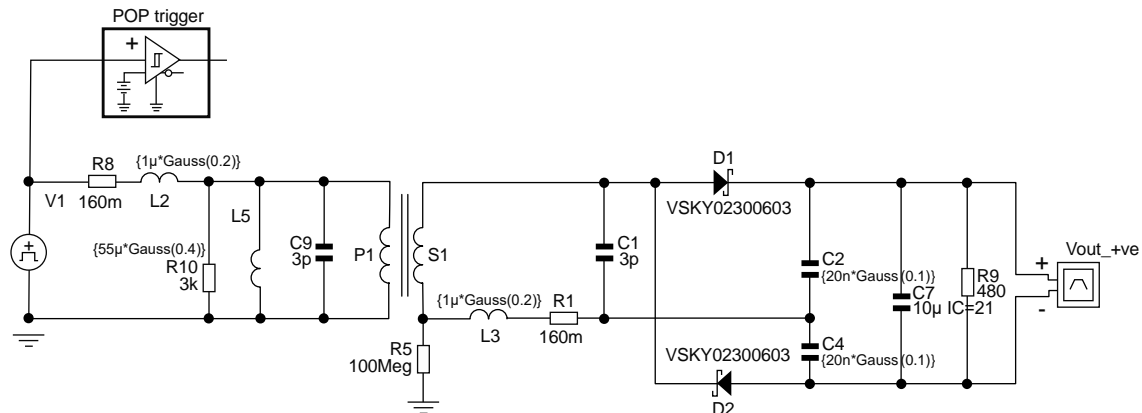 POP trigger
+
R8
{1µ*Gauss(0.2)}
V1
160m
L2
L5
{55µ*Gauss(0.4)}
R10
3k
C9
3p
P1
S1
{1µ*Gauss(0.2)}
R1
L3
160m
R5
100Meg
C1
3p
D1
VSKY02300603
C2
{20n*Gauss(0.1)}
C7
10µ IC=21
R9
480
Vout_+ve
+
-
VSKY02300603
C4
{20n*Gauss(0.1)}
D2